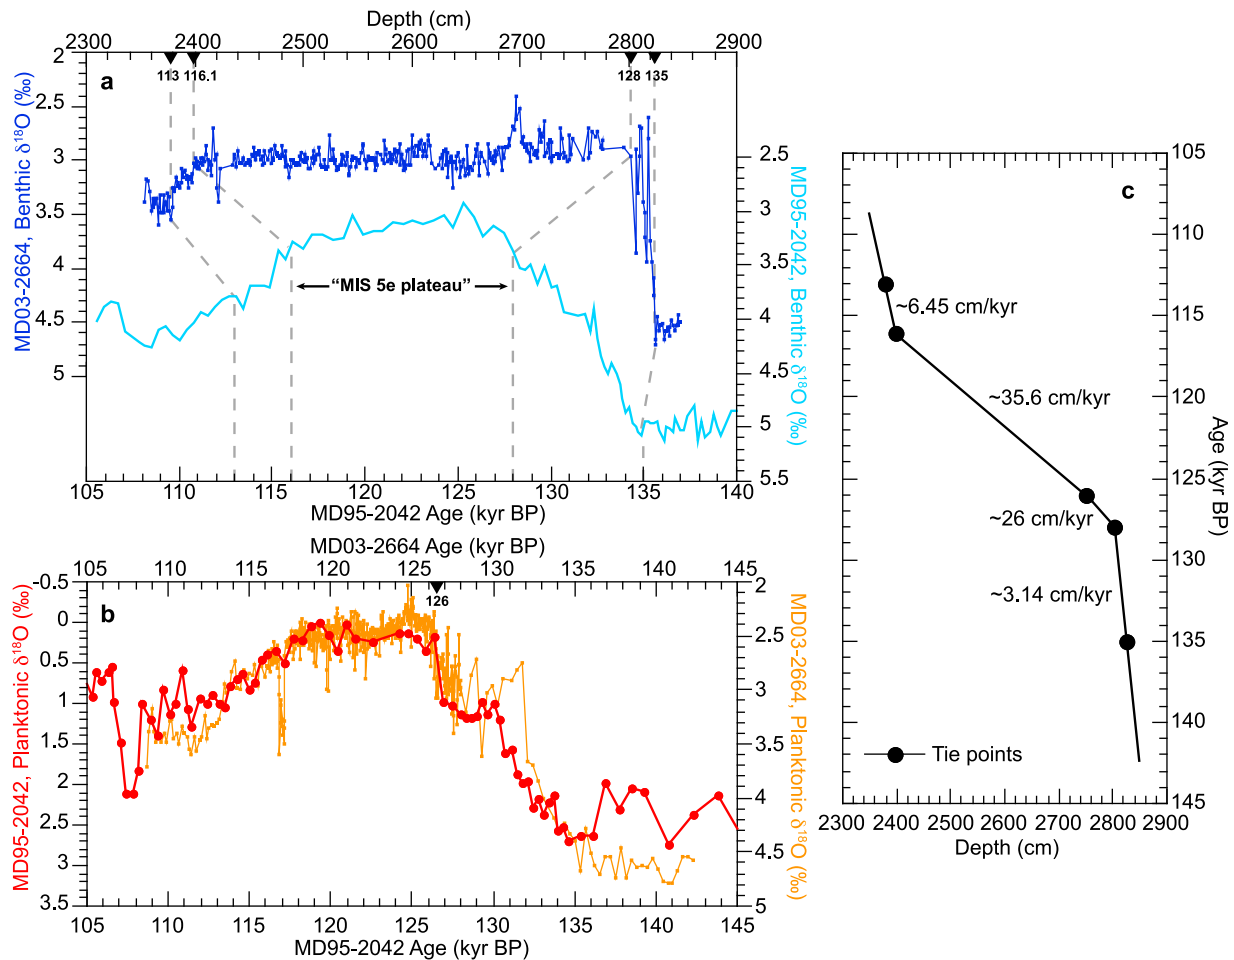 Depth (cm)
2300 2400 2500 2600 2700 2800 2900
113 116.1 128 135
a
MD03-2664, Benthic δ¹⁸O (‰)
2
2.5
3
3.5
4
4.5
5
MD95-2042, Benthic δ¹⁸O (‰)
2.5
3
3.5
4
4.5
5
5.5
“MIS 5e plateau”
105 110 115 120 125 130 135 140
MD95-2042 Age (kyr BP)
MD03-2664 Age (kyr BP)
105 110 115 120 125 130 135 140 145
126
b
MD95-2042, Planktonic δ¹⁸O (‰)
-0.5
0
0.5
1
1.5
2
2.5
3
3.5
MD03-2664, Planktonic δ¹⁸O (‰)
2
2.5
3
3.5
4
4.5
5
105 110 115 120 125 130 135 140 145
MD95-2042 Age (kyr BP)
c
~6.45 cm/kyr
~35.6 cm/kyr
~26 cm/kyr
~3.14 cm/kyr
Tie points
105
110
115
120
125
130
135
140
145
Age (kyr BP)
2300 2400 2500 2600 2700 2800 2900
Depth (cm)